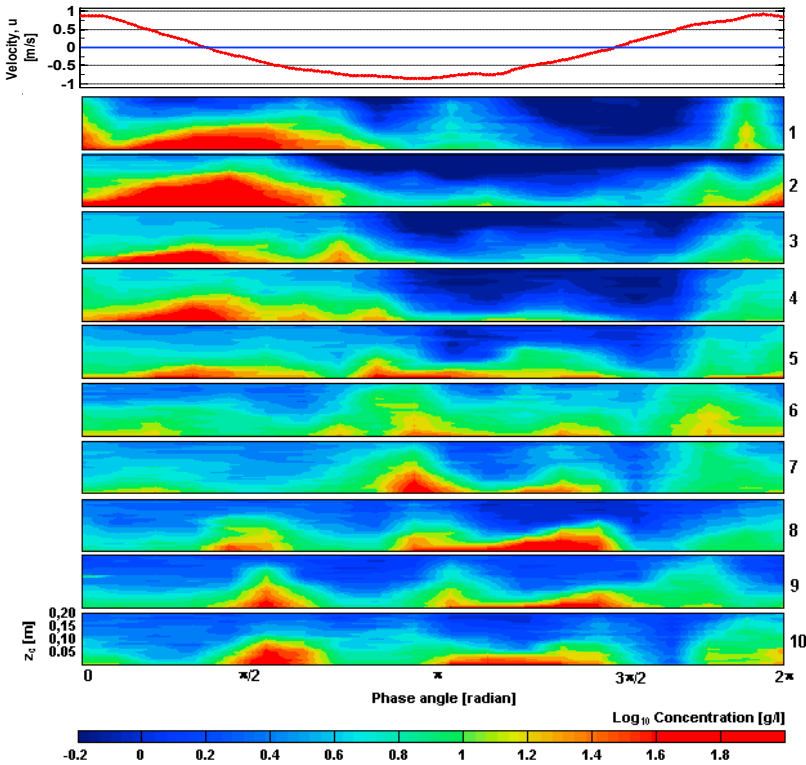 Velocity, u
[m/s]
1
0.5
0
-0.5
-1
1
2
3
4
5
6
7
8
9
10
z₀ [m]
0,20
0,15
0,10
0.05
0 π/2 π 3π/2 2π
Phase angle [radian]
Log₁₀ Concentration [g/l]
-0.2 0 0.2 0.4 0.6 0.8 1 1.2 1.4 1.6 1.8